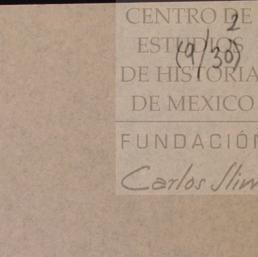 CENTRO DE
2
ESTUDIOS
(9/30)
DE HISTORIA
DE MEXICO
FUNDACIÓN
Carlos Slim